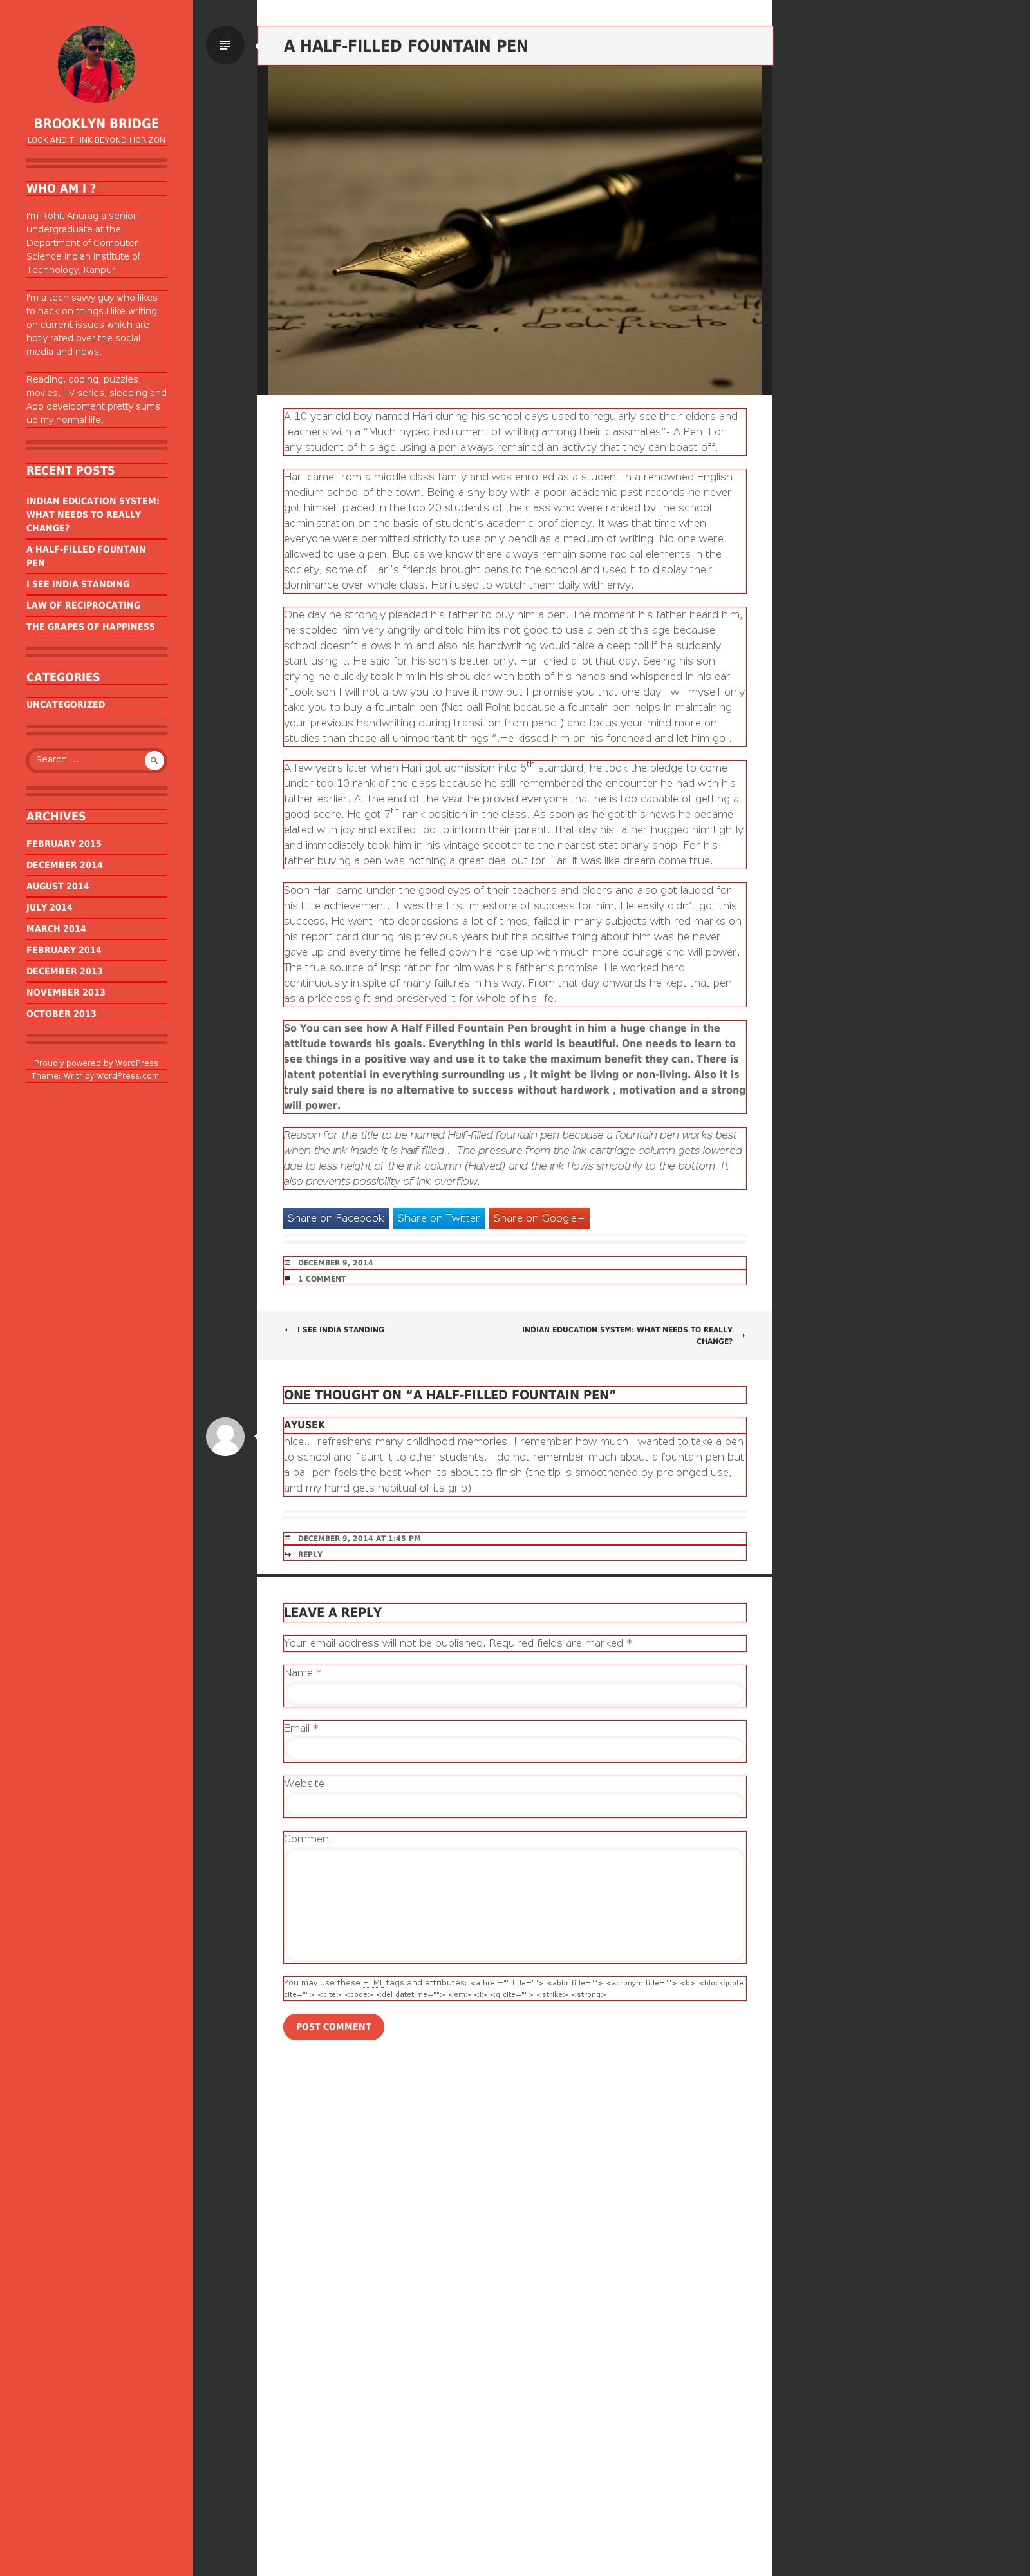 BROOKLYN BRIDGE
LOOK AND THINK BEYOND HORIZON
WHO AM I ?
I'm Rohit Anurag a senior
undergraduate at the
Department of Computer
Science Indian Institute of
Technology, Kanpur.
I'm a tech savvy guy who likes
to hack on things.I like writing
on current issues which are
hotly rated over the social
media and news.
Reading, coding, puzzles,
movies, TV series, sleeping and
App development pretty sums
up my normal life.
RECENT POSTS
INDIAN EDUCATION SYSTEM:
WHAT NEEDS TO REALLY
CHANGE?
A HALF-FILLED FOUNTAIN
PEN
I SEE INDIA STANDING
LAW OF RECIPROCATING
THE GRAPES OF HAPPINESS
CATEGORIES
UNCATEGORIZED
Search …
ARCHIVES
FEBRUARY 2015
DECEMBER 2014
AUGUST 2014
JULY 2014
MARCH 2014
FEBRUARY 2014
DECEMBER 2013
NOVEMBER 2013
OCTOBER 2013
Proudly powered by WordPress
Theme: Writr by WordPress.com.
A HALF-FILLED FOUNTAIN PEN
A 10 year old boy named Hari during his school days used to regularly see their elders and
teachers with a “Much hyped instrument of writing among their classmates”- A Pen. For
any student of his age using a pen always remained an activity that they can boast off.
Hari came from a middle class family and was enrolled as a student in a renowned English
medium school of the town. Being a shy boy with a poor academic past records he never
got himself placed in the top 20 students of the class who were ranked by the school
administration on the basis of student’s academic proficiency. It was that time when
everyone were permitted strictly to use only pencil as a medium of writing. No one were
allowed to use a pen. But as we know there always remain some radical elements in the
society, some of Hari’s friends brought pens to the school and used it to display their
dominance over whole class. Hari used to watch them daily with envy.
One day he strongly pleaded his father to buy him a pen. The moment his father heard him,
he scolded him very angrily and told him its not good to use a pen at this age because
school doesn’t allows him and also his handwriting would take a deep toll if he suddenly
start using it. He said for his son’s better only. Hari cried a lot that day. Seeing his son
crying he quickly took him in his shoulder with both of his hands and whispered in his ear
“Look son I will not allow you to have it now but I promise you that one day I will myself only
take you to buy a fountain pen (Not ball Point because a fountain pen helps in maintaining
your previous handwriting during transition from pencil) and focus your mind more on
studies than these all unimportant things ”.He kissed him on his forehead and let him go .
A few years later when Hari got admission into 6th standard, he took the pledge to come
under top 10 rank of the class because he still remembered the encounter he had with his
father earlier. At the end of the year he proved everyone that he is too capable of getting a
good score. He got 7th rank position in the class. As soon as he got this news he became
elated with joy and excited too to inform their parent. That day his father hugged him tightly
and immediately took him in his vintage scooter to the nearest stationary shop. For his
father buying a pen was nothing a great deal but for Hari it was like dream come true.
Soon Hari came under the good eyes of their teachers and elders and also got lauded for
his little achievement. It was the first milestone of success for him. He easily didn’t got this
success. He went into depressions a lot of times, failed in many subjects with red marks on
his report card during his previous years but the positive thing about him was he never
gave up and every time he felled down he rose up with much more courage and will power.
The true source of inspiration for him was his father’s promise .He worked hard
continuously in spite of many failures in his way. From that day onwards he kept that pen
as a priceless gift and preserved it for whole of his life.
So You can see how A Half Filled Fountain Pen brought in him a huge change in the
attitude towards his goals. Everything in this world is beautiful. One needs to learn to
see things in a positive way and use it to take the maximum benefit they can. There is
latent potential in everything surrounding us , it might be living or non-living. Also it is
truly said there is no alternative to success without hardwork , motivation and a strong
will power.
Reason for the title to be named Half-filled fountain pen because a fountain pen works best
when the ink inside it is half filled .  The pressure from the ink cartridge column gets lowered
due to less height of the ink column (Halved) and the ink flows smoothly to the bottom. It
also prevents possibility of ink overflow.
Share on Facebook Share on Twitter Share on Google+
DECEMBER 9, 2014
1 COMMENT
I SEE INDIA STANDING
INDIAN EDUCATION SYSTEM: WHAT NEEDS TO REALLY
CHANGE?
ONE THOUGHT ON “A HALF-FILLED FOUNTAIN PEN”
AYUSEK
nice… refreshens many childhood memories. I remember how much I wanted to take a pen
to school and flaunt it to other students. I do not remember much about a fountain pen but
a ball pen feels the best when its about to finish (the tip is smoothened by prolonged use,
and my hand gets habitual of its grip).
DECEMBER 9, 2014 AT 1:45 PM
REPLY
LEAVE A REPLY
Your email address will not be published. Required fields are marked *
Name *
Email *
Website
Comment
You may use these HTML tags and attributes: <a href="" title=""> <abbr title=""> <acronym title=""> <b> <blockquote
cite=""> <cite> <code> <del datetime=""> <em> <i> <q cite=""> <strike> <strong>
POST COMMENT